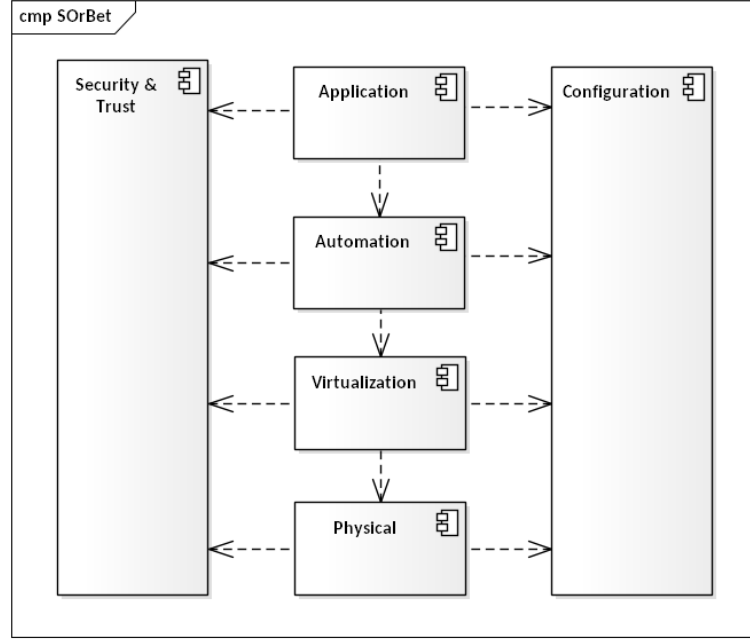 cmp SOrBet
Security &
Trust
Application
Configuration
Automation
Virtualization
Physical